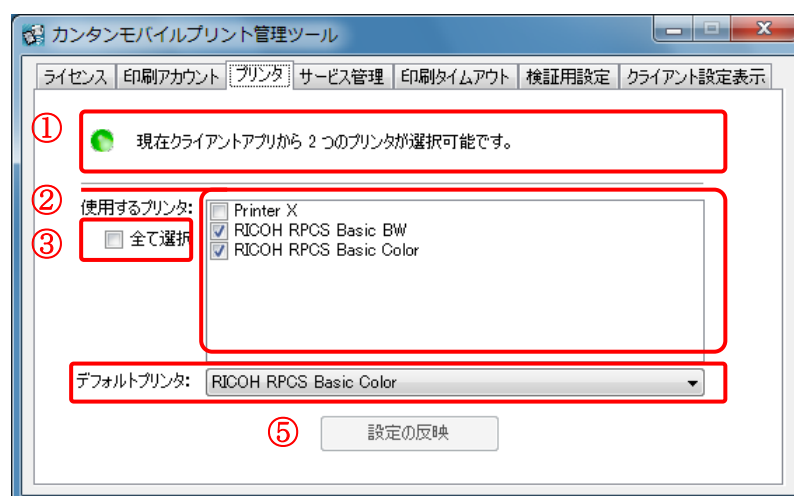 カンタンモバイルプリント管理ツール
ライセンス 印刷アカウント プリンタ サービス管理 印刷タイムアウト 検証用設定 クライアント設定表示
① 現在クライアントアプリから 2 つのプリンタが選択可能です。
② 使用するプリンタ: Printer X
③ 全て選択 RICOH RPCS Basic BW
RICOH RPCS Basic Color
デフォルトプリンタ: RICOH RPCS Basic Color
⑤ 設定の反映